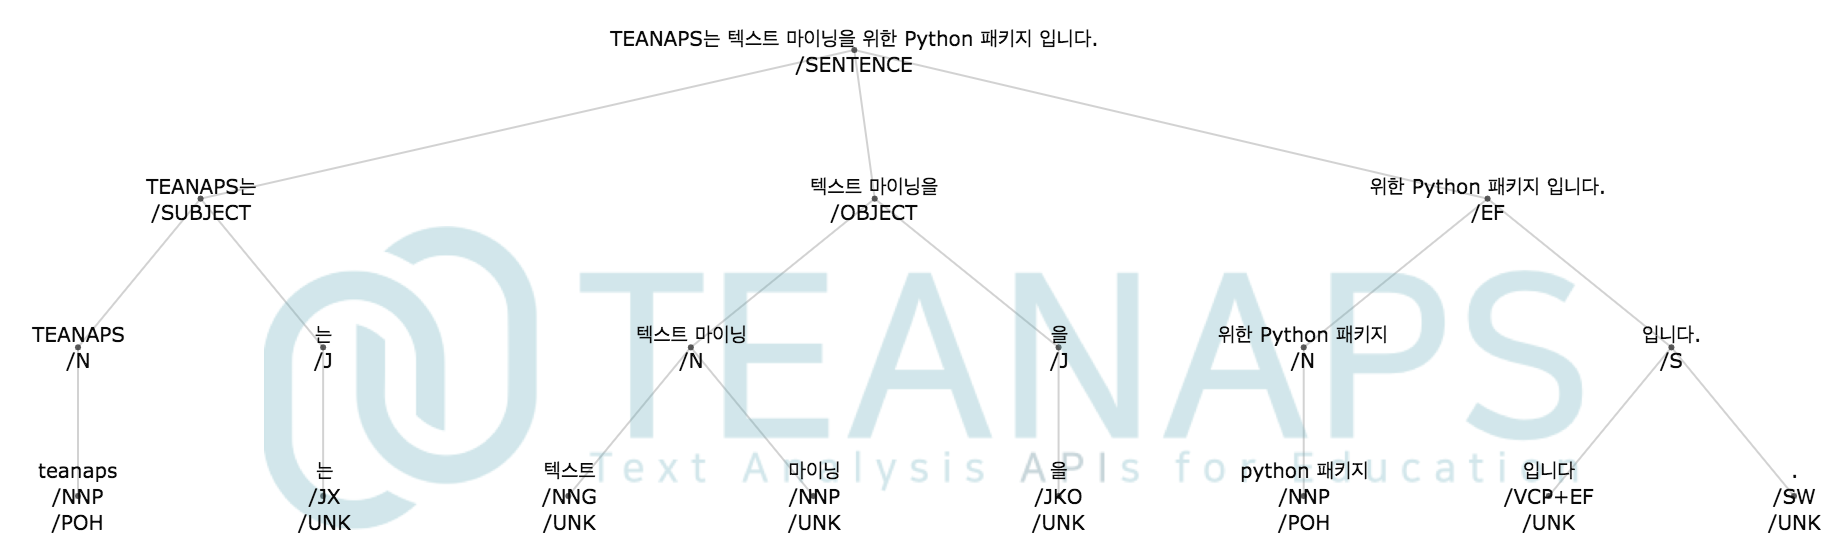 TEANAPS는 텍스트 마이닝을 위한 Python 패키지 입니다.
/SENTENCE
TEANAPS는
/SUBJECT
텍스트 마이닝을
/OBJECT
위한 Python 패키지 입니다.
/EF
TEANAPS
/N
는
/J
텍스트 마이닝
/N
을
/J
위한 Python 패키지
/N
입니다.
/S
teanaps
/NNP
/POH
는
/JX
/UNK
텍스트
/NNG
/UNK
마이닝
/NNP
/UNK
을
/JKO
/UNK
python 패키지
/NNP
/POH
입니다
/VCP+EF
/UNK
.
/SW
/UNK
TEANAPS
Text Analysis APIs for Education